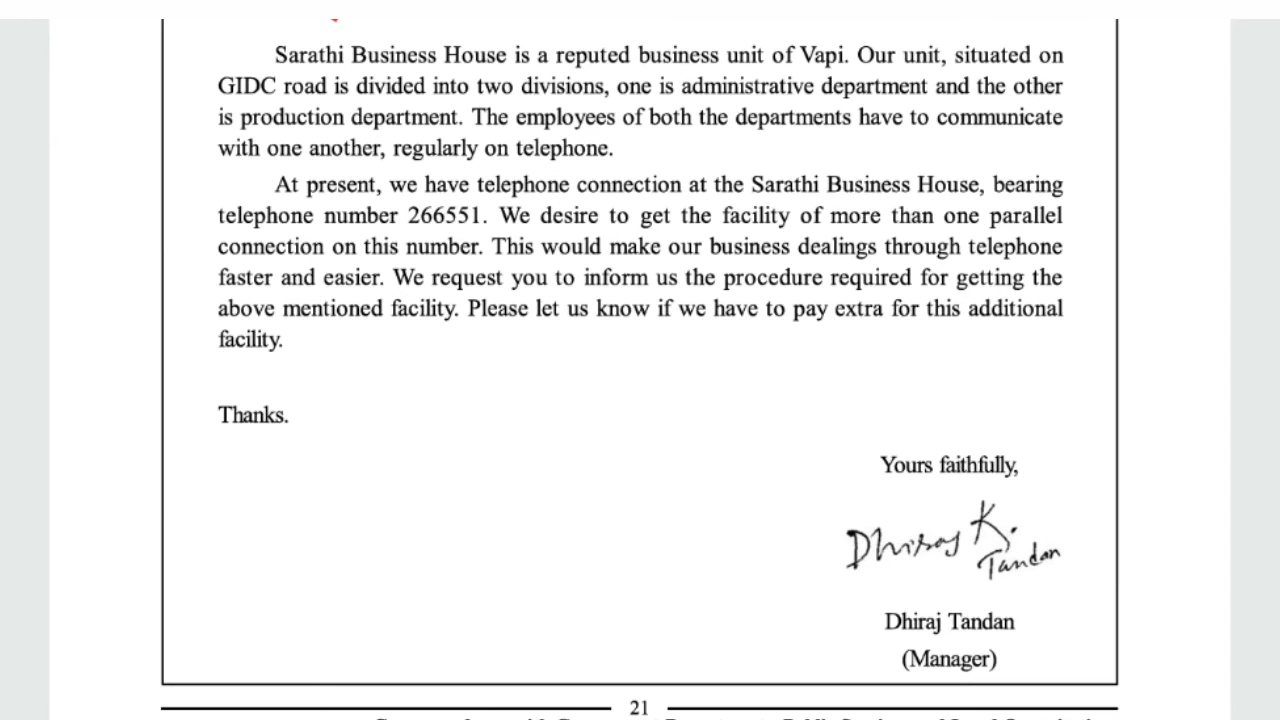 Sarathi Business House is a reputed business unit of Vapi. Our unit, situated on
GIDC road is divided into two divisions, one is administrative department and the other
is production department. The employees of both the departments have to communicate
with one another, regularly on telephone.
At present, we have telephone connection at the Sarathi Business House, bearing
telephone number 266551. We desire to get the facility of more than one parallel
connection on this number. This would make our business dealings through telephone
faster and easier. We request you to inform us the procedure required for getting the
above mentioned facility. Please let us know if we have to pay extra for this additional
facility.
Thanks.
Yours faithfully,
Dhiraj K.
Tandan
Dhiraj Tandan
(Manager)
21